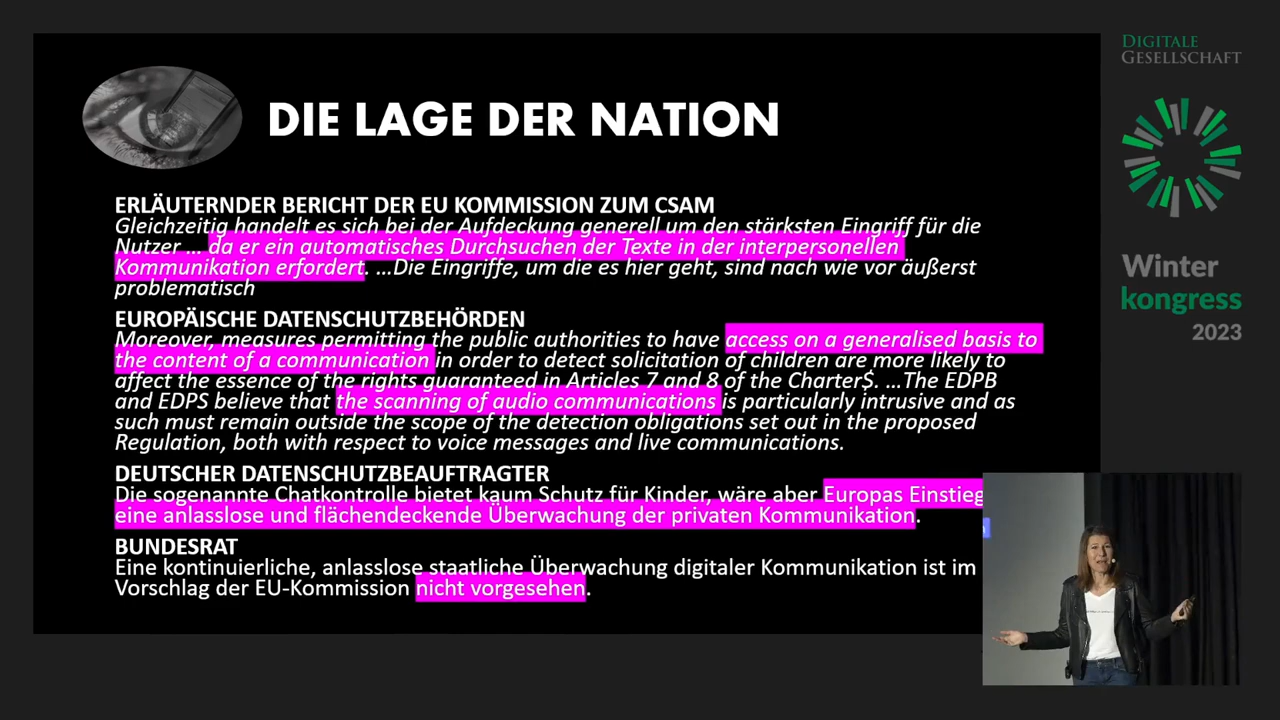 DIE LAGE DER NATION
ERLÄUTERNDER BERICHT DER EU KOMMISSION ZUM CSAM
Gleichzeitig handelt es sich bei der Aufdeckung generell um den stärksten Eingriff für die
Nutzer ... da er ein automatisches Durchsuchen der Texte in der interpersonellen
Kommunikation erfordert. ...Die Eingriffe, um die es hier geht, sind nach wie vor äußerst
problematisch
EUROPÄISCHE DATENSCHUTZBEHÖRDEN
Moreover, measures permitting the public authorities to have access on a generalised basis to
the content of a communication in order to detect solicitation of children are more likely to
affect the essence of the rights guaranteed in Articles 7 and 8 of the Charter$. ...The EDPB
and EDPS believe that the scanning of audio communications is particularly intrusive and as
such must remain outside the scope of the detection obligations set out in the proposed
Regulation, both with respect to voice messages and live communications.
DEUTSCHER DATENSCHUTZBEAUFTRAGTER
Die sogenannte Chatkontrolle bietet kaum Schutz für Kinder, wäre aber Europas Einstieg
eine anlasslose und flächendeckende Überwachung der privaten Kommunikation.
BUNDESRAT
Eine kontinuierliche, anlasslose staatliche Überwachung digitaler Kommunikation ist im
Vorschlag der EU-Kommission nicht vorgesehen.
DIGITALE
GESELLSCHAFT
Winter
kongress
2023